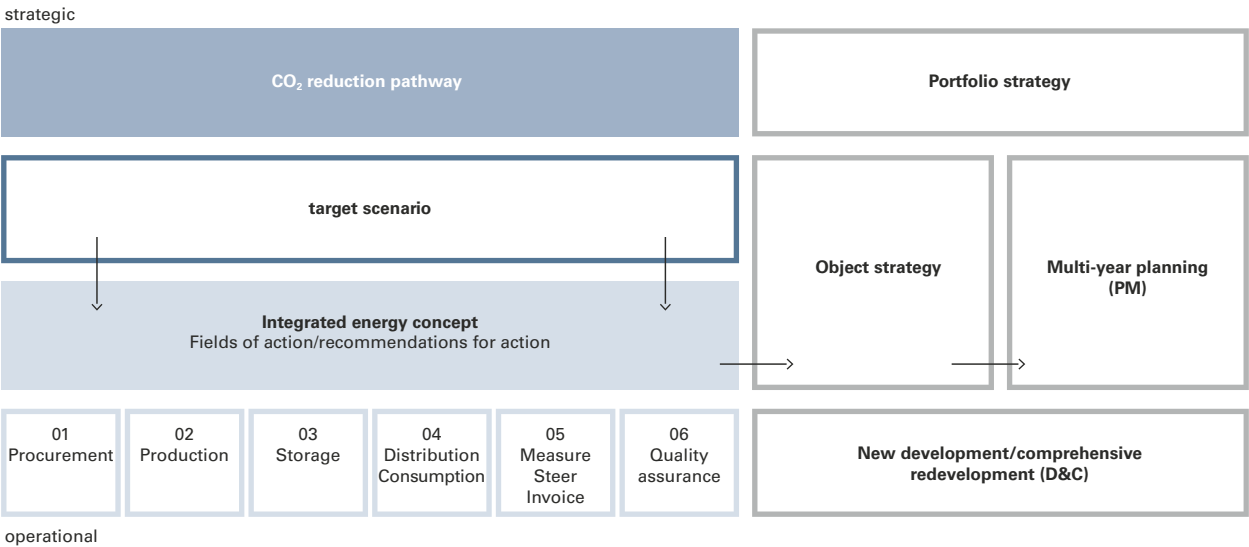 strategic
CO₂ reduction pathway
Portfolio strategy
target scenario
Object strategy
Multi-year planning
(PM)
Integrated energy concept
Fields of action/recommendations for action
01
Procurement
02
Production
03
Storage
04
Distribution
Consumption
05
Measure
Steer
Invoice
06
Quality
assurance
New development/comprehensive
redevelopment (D&C)
operational